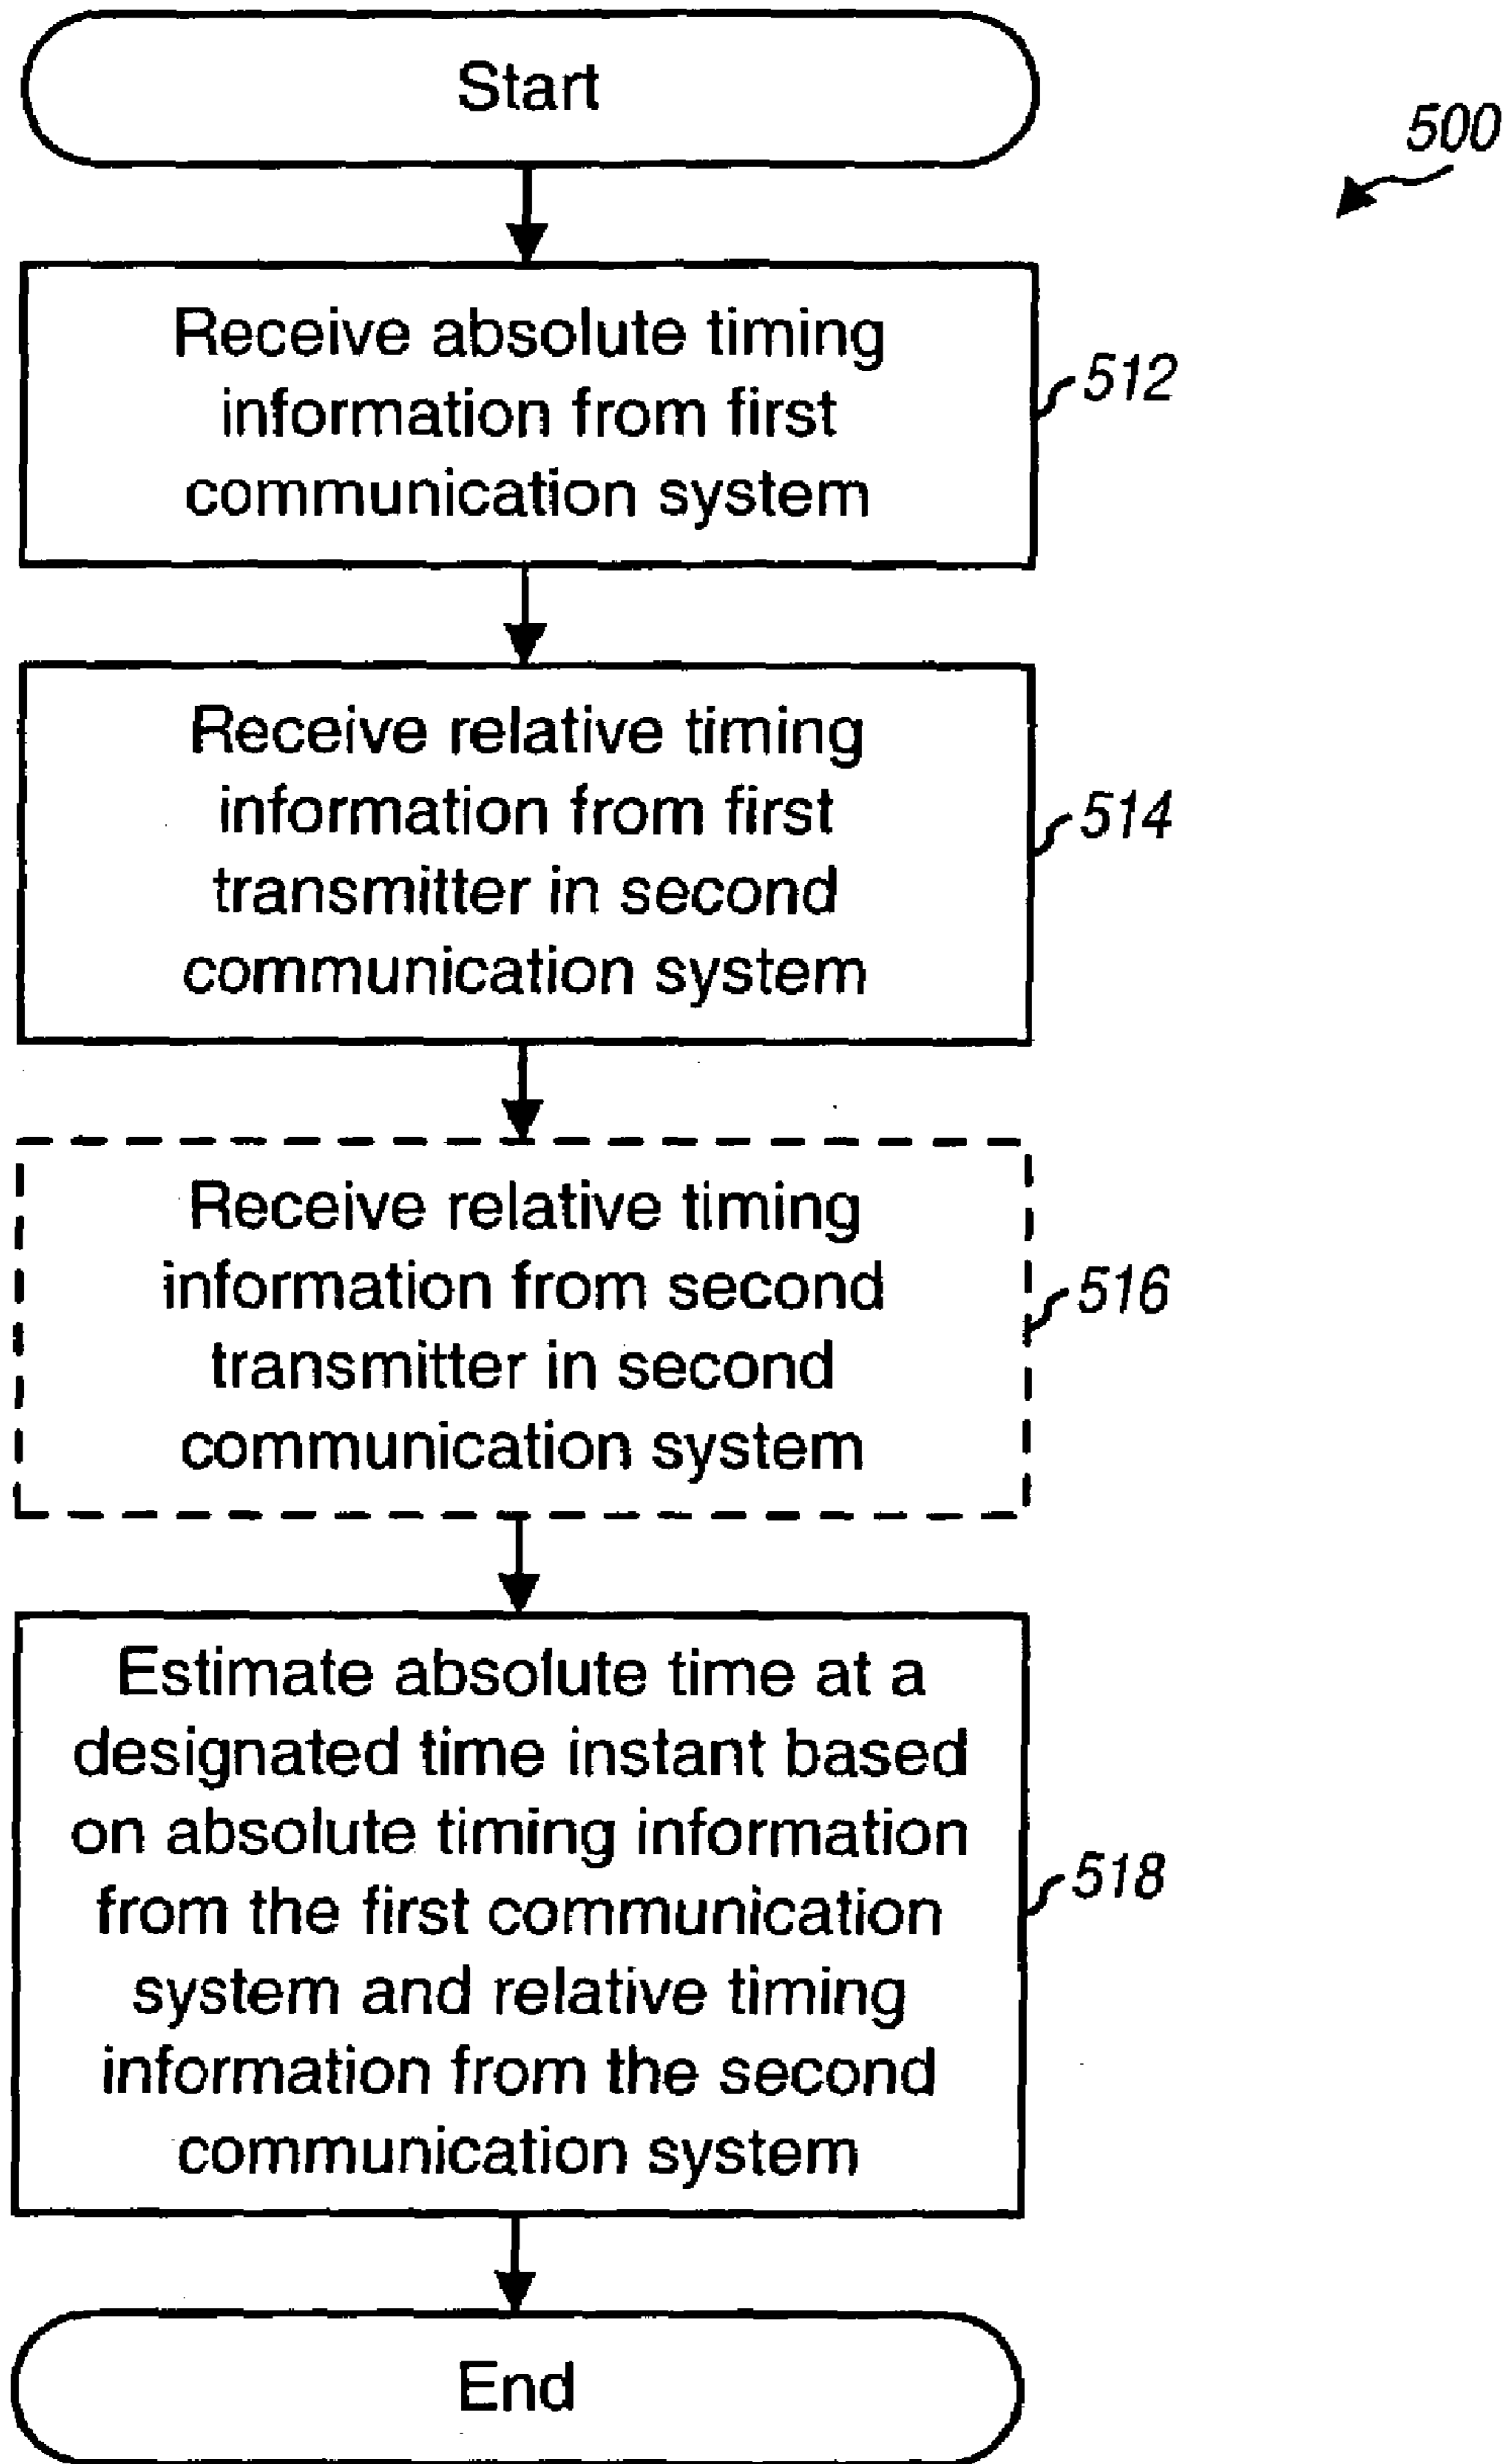 Start
500
Receive absolute timing
information from first
communication system
512
Receive relative timing
information from first
transmitter in second
communication system
514
Receive relative timing
information from second
transmitter in second
communication system
516
Estimate absolute time at a
designated time instant based
on absolute timing information
from the first communication
system and relative timing
information from the second
communication system
518
End